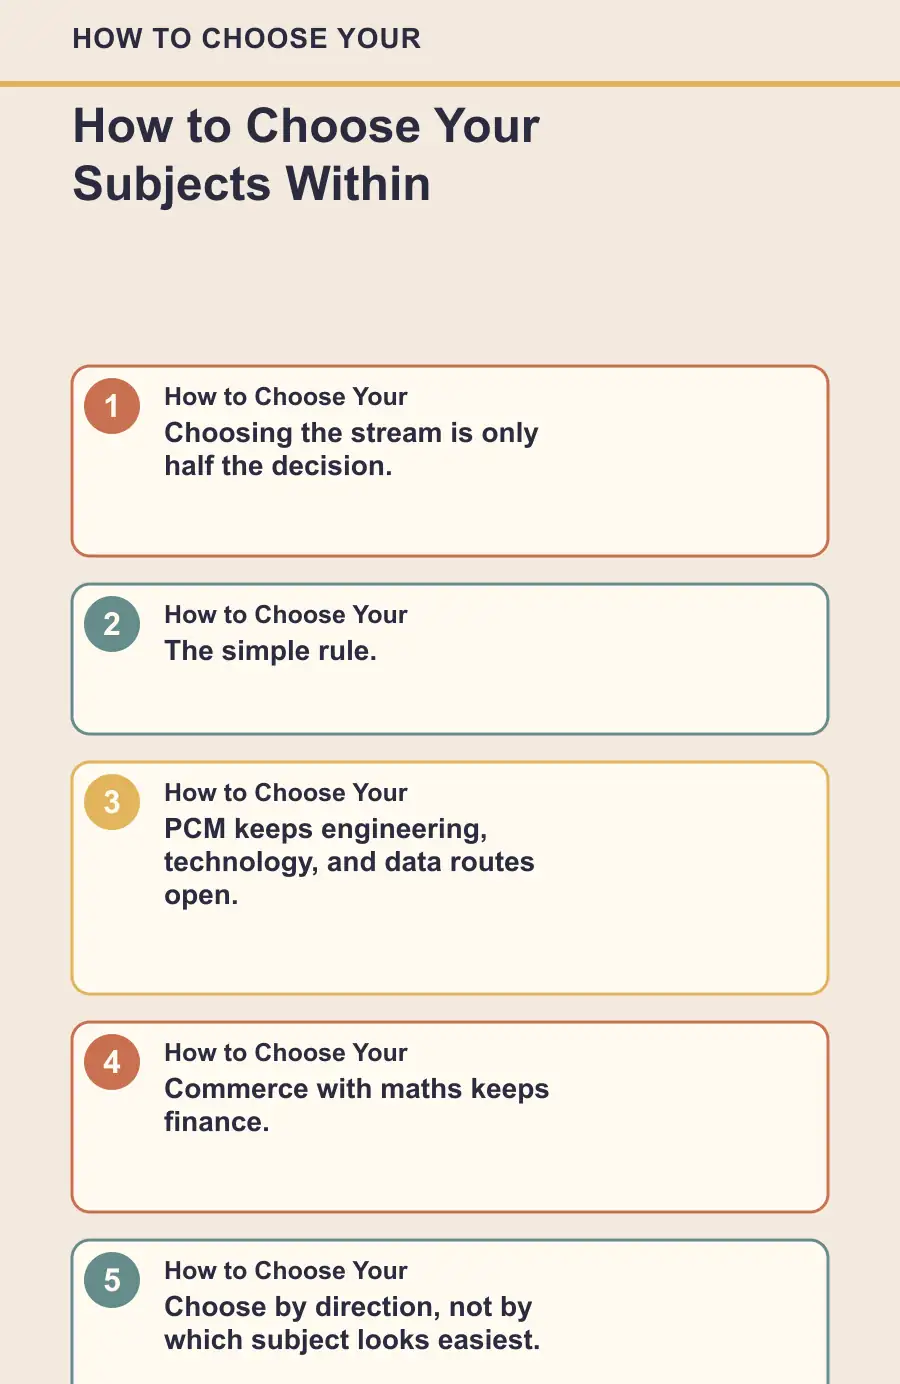 HOW TO CHOOSE YOUR
How to Choose Your
Subjects Within
1
How to Choose Your
Choosing the stream is only
half the decision.
2
How to Choose Your
The simple rule.
3
How to Choose Your
PCM keeps engineering,
technology, and data routes
open.
4
How to Choose Your
Commerce with maths keeps
finance.
5
How to Choose Your
Choose by direction, not by
which subject looks easiest.